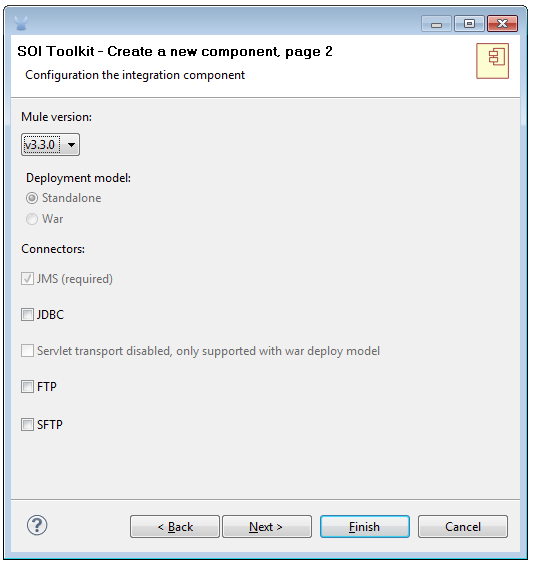 SOI Toolkit - Create a new component, page 2
Configuration the integration component
Mule version:
v3.3.0
Deployment model:
Standalone
War
Connectors:
JMS (required)
JDBC
Servlet transport disabled, only supported with war deploy model
FTP
SFTP
?
< Back
Next >
Finish
Cancel